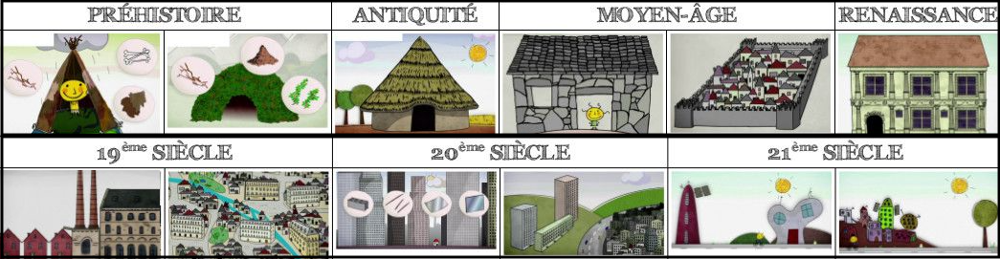 PRÉHISTOIRE ANTIQUITÉ MOYEN-ÂGE RENAISSANCE
19ème SIÈCLE 20ème SIÈCLE 21ème SIÈCLE